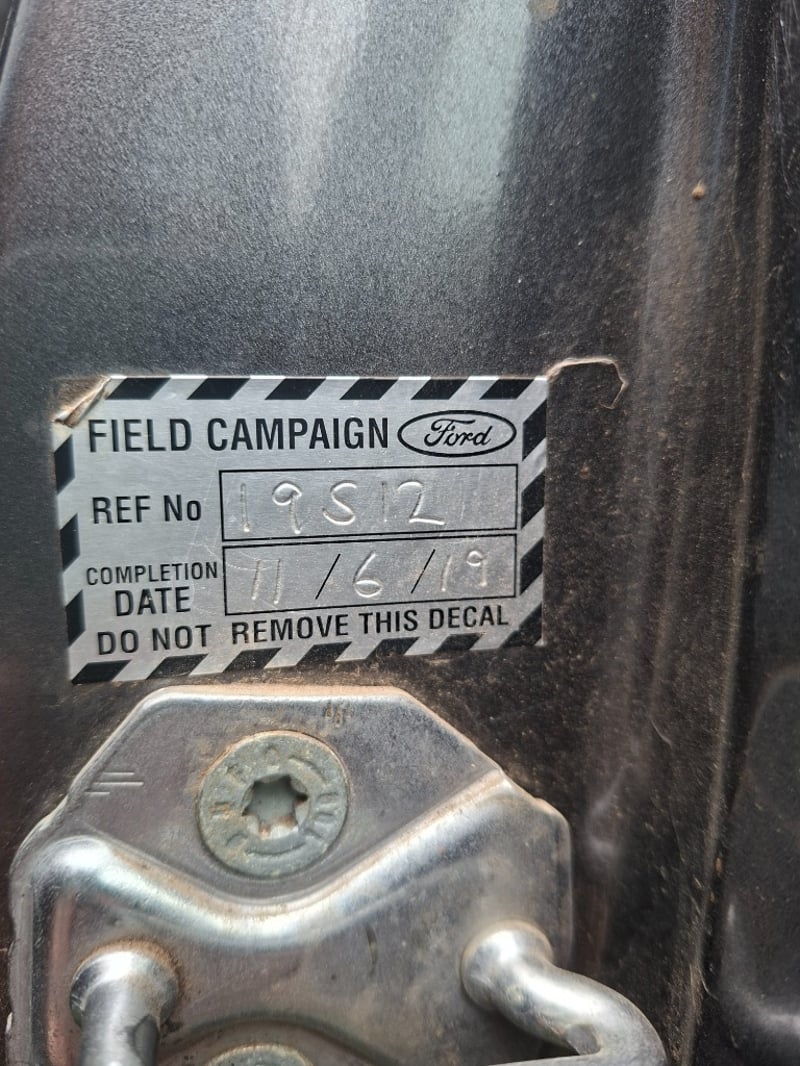 FIELD CAMPAIGN Ford
REF No 19S12
COMPLETION DATE 11/6/19
DO NOT REMOVE THIS DECAL